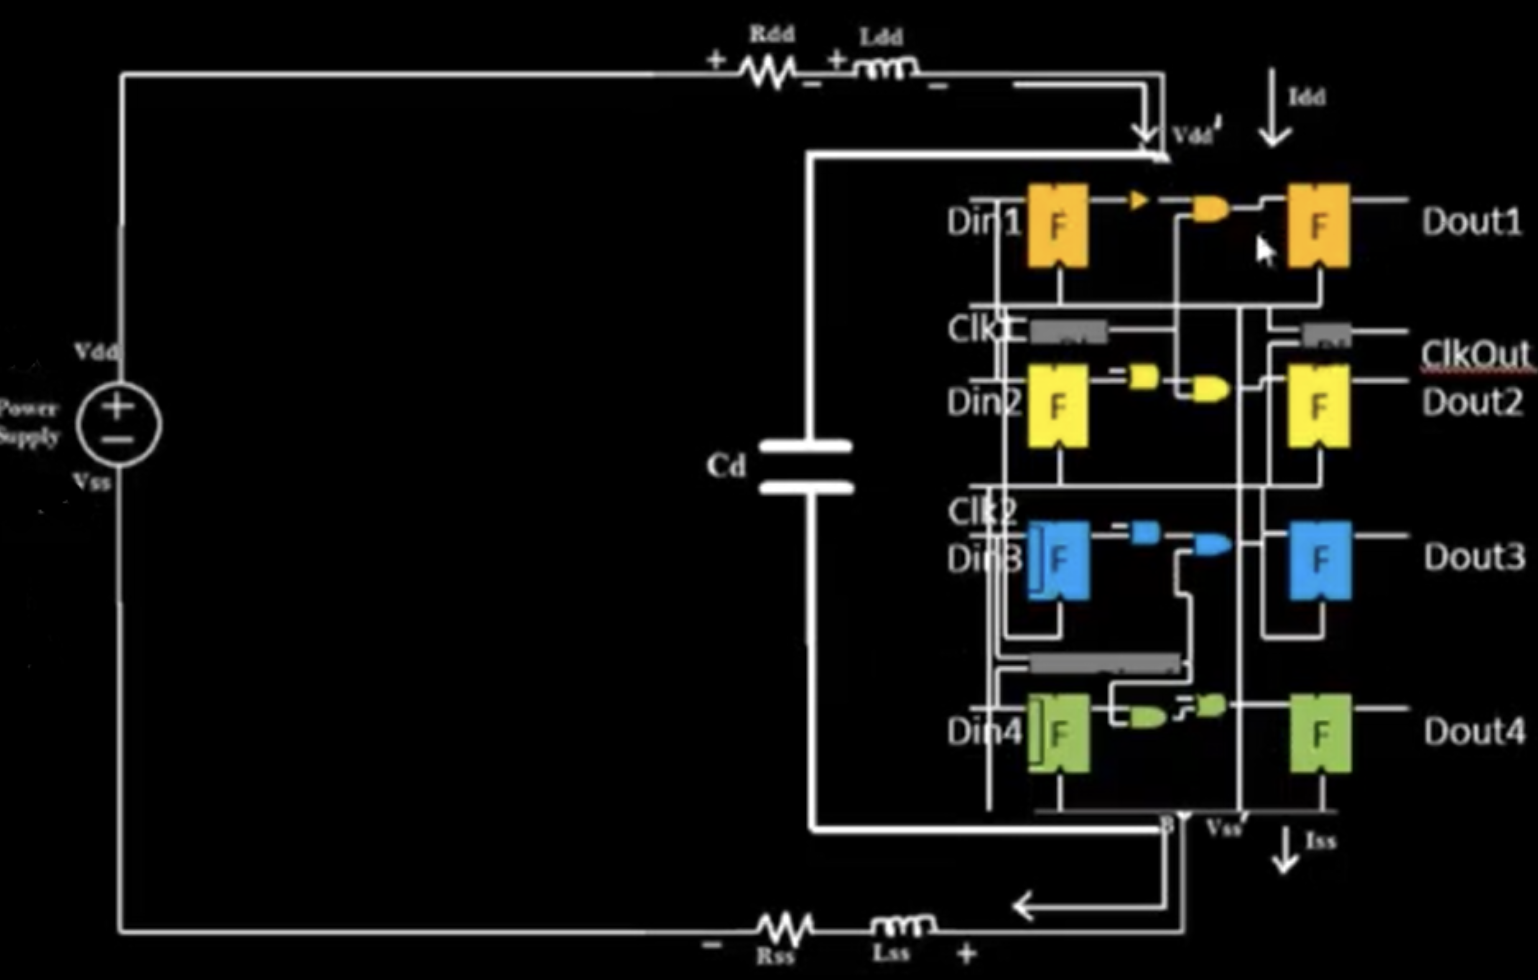 Rdd
Ldd
+
+
−
−
Idd
Vdd'
Din1
F
F
Dout1
Clk1
ClkOut
Vdd
Din2
F
F
Dout2
Power
Supply
+
−
Vss
Cd
Clk2
Din3
F
F
Dout3
Din4
F
F
Dout4
B
Vss'
Iss
−
Rss
Lss
+